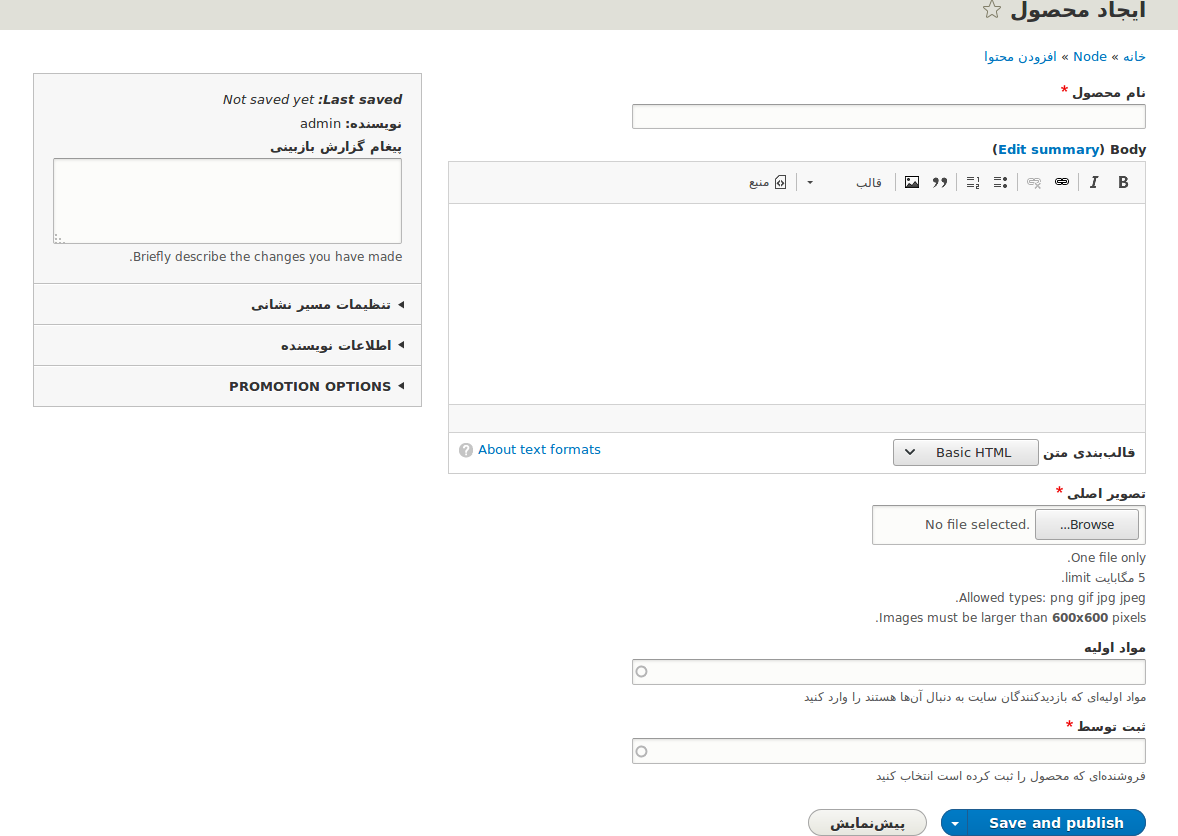 ایجاد محصول
خانه » Node » افزودن محتوا
نام محصول *
Body (Edit summary)
B I قالب منبع
قالب‌بندی متن Basic HTML About text formats
تصویر اصلی *
Browse... No file selected.
One file only.
5 مگابایت limit.
Allowed types: png gif jpg jpeg.
Images must be larger than 600x600 pixels.
مواد اولیه
مواد اولیه‌ای که بازدیدکنندگان سایت به دنبال آن‌ها هستند را وارد کنید
ثبت توسط *
فروشنده‌ای که محصول را ثبت کرده است انتخاب کنید
Save and publish پیش‌نمایش
Last saved: Not saved yet
نویسنده: admin
پیغام گزارش بازبینی
Briefly describe the changes you have made.
تنظیمات مسیر نشانی
اطلاعات نویسنده
PROMOTION OPTIONS